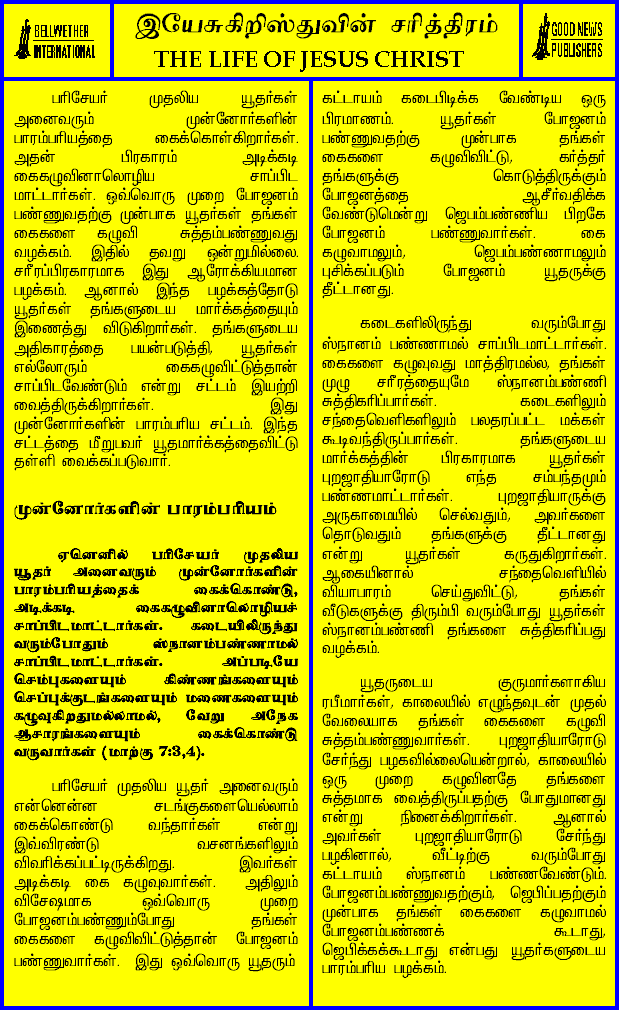 BELLWETHER
INTERNATIONAL
இயேசுகிறிஸ்துவின் சரித்திரம்
THE LIFE OF JESUS CHRIST
GOOD NEWS
PUBLISHERS
பரிசேயர் முதலிய யூதர்கள்
அனைவரும் முன்னோர்களின்
பாரம்பரியத்தை கைக்கொள்கிறார்கள்.
அதன் பிரகாரம் அடிக்கடி
கைகழுவினாலொழிய சாப்பிட
மாட்டார்கள். ஒவ்வொரு முறை போஜனம்
பண்ணுவதற்கு முன்பாக யூதர்கள் தங்கள்
கைகளை கழுவி சுத்தம்பண்ணுவது
வழக்கம். இதில் தவறு ஒன்றுமில்லை.
சரீரப்பிரகாரமாக இது ஆரோக்கியமான
பழக்கம். ஆனால் இந்த பழக்கத்தோடு
யூதர்கள் தங்களுடைய மார்க்கத்தையும்
இணைத்து விடுகிறார்கள். தங்களுடைய
அதிகாரத்தை பயன்படுத்தி, யூதர்கள்
எல்லோரும் கைகழுவிட்டுத்தான்
சாப்பிடவேண்டும் என்று சட்டம் இயற்றி
வைத்திருக்கிறார்கள். இது
முன்னோர்களின் பாரம்பரிய சட்டம். இந்த
சட்டத்தை மீறுபவர் யூதமார்க்கத்தைவிட்டு
தள்ளி வைக்கப்படுவார்.
முன்னோர்களின் பாரம்பரியம்
ஏனெனில் பரிசேயர் முதலிய
யூதர் அனைவரும் முன்னோர்களின்
பாரம்பரியத்தைக் கைக்கொண்டு,
அடிக்கடி கைகழுவினாலொழியச்
சாப்பிடமாட்டார்கள். கடையிலிருந்து
வரும்போதும் ஸ்நானம்பண்ணாமல்
சாப்பிடமாட்டார்கள். அப்படியே
செம்புகளையும் கிண்ணங்களையும்
செப்புக்குடங்களையும் மணைகளையும்
கழுவுகிறதுமல்லாமல், வேறு அநேக
ஆசாரங்களையும் கைக்கொண்டு
வருவார்கள் (மாற்கு 7:3,4).
பரிசேயர் முதலிய யூதர் அனைவரும்
என்னென்ன சடங்குகளையெல்லாம்
கைக்கொண்டு வந்தார்கள் என்று
இவ்விரண்டு வசனங்களிலும்
விவரிக்கப்பட்டிருக்கிறது. இவர்கள்
அடிக்கடி கை கழுவுவார்கள். அதிலும்
விசேஷமாக ஒவ்வொரு முறை
போஜனம்பண்ணும்போது தங்கள்
கைகளை கழுவிவிட்டுத்தான் போஜனம்
பண்ணுவார்கள். இது ஒவ்வொரு யூதரும்
கட்டாயம் கடைபிடிக்க வேண்டிய ஒரு
பிரமாணம். யூதர்கள் போஜனம்
பண்ணுவதற்கு முன்பாக தங்கள்
கைகளை கழுவிவிட்டு, கர்த்தர்
தங்களுக்கு கொடுத்திருக்கும்
போஜனத்தை ஆசீர்வதிக்க
வேண்டுமென்று ஜெபம்பண்ணிய பிறகே
போஜனம் பண்ணுவார்கள். கை
கழுவாமலும், ஜெபம்பண்ணாமலும்
புசிக்கப்படும் போஜனம் யூதருக்கு
தீட்டானது.
கடைகளிலிருந்து வரும்போது
ஸ்நானம் பண்ணாமல் சாப்பிடமாட்டார்கள்.
கைகளை கழுவுவது மாத்திரமல்ல, தங்கள்
முழு சரீரத்தையுமே ஸ்நானம்பண்ணி
சுத்திகரிப்பார்கள். கடைகளிலும்
சந்தைவெளிகளிலும் பலதரப்பட்ட மக்கள்
கூடிவந்திருப்பார்கள். தங்களுடைய
மார்க்கத்தின் பிரகாரமாக யூதர்கள்
புறஜாதியாரோடு எந்த சம்பந்தமும்
பண்ணமாட்டார்கள். புறஜாதியாருக்கு
அருகாமையில் செல்வதும், அவர்களை
தொடுவதும் தங்களுக்கு தீட்டானது
என்று யூதர்கள் கருதுகிறார்கள்.
ஆகையினால் சந்தைவெளியில்
வியாபாரம் செய்துவிட்டு, தங்கள்
வீடுகளுக்கு திரும்பி வரும்போது யூதர்கள்
ஸ்நானம்பண்ணி தங்களை சுத்திகரிப்பது
வழக்கம்.
யூதருடைய குருமார்களாகிய
ரபீமார்கள், காலையில் எழுந்தவுடன் முதல்
வேலையாக தங்கள் கைகளை கழுவி
சுத்தம்பண்ணுவார்கள். புறஜாதியாரோடு
சேர்ந்து பழகவில்லையென்றால், காலையில்
ஒரு முறை கழுவினதே தங்களை
சுத்தமாக வைத்திருப்பதற்கு போதுமானது
என்று நினைக்கிறார்கள். ஆனால்
அவர்கள் புறஜாதியாரோடு சேர்ந்து
பழகினால், வீட்டிற்கு வரும்போது
கட்டாயம் ஸ்நானம் பண்ணவேண்டும்.
போஜனம்பண்ணுவதற்கும், ஜெபிப்பதற்கும்
முன்பாக தங்கள் கைகளை கழுவாமல்
போஜனம்பண்ணக் கூடாது,
ஜெபிக்கக்கூடாது என்பது யூதர்களுடைய
பாரம்பரிய பழக்கம்.